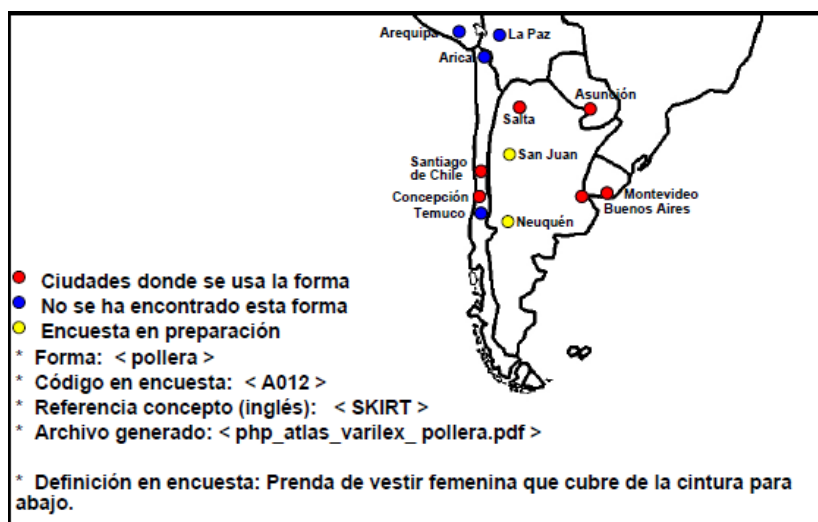 Arequipa
La Paz
Arica
Asunción
Salta
San Juan
Santiago
de Chile
Concepción
Montevideo
Temuco
Buenos Aires
Neuquén
Ciudades donde se usa la forma
No se ha encontrado esta forma
Encuesta en preparación
* Forma: < pollera >
* Código en encuesta: < A012 >
* Referencia concepto (inglés): < SKIRT >
* Archivo generado: < php_atlas_varilex_ pollera.pdf >
* Definición en encuesta: Prenda de vestir femenina que cubre de la cintura para
abajo.